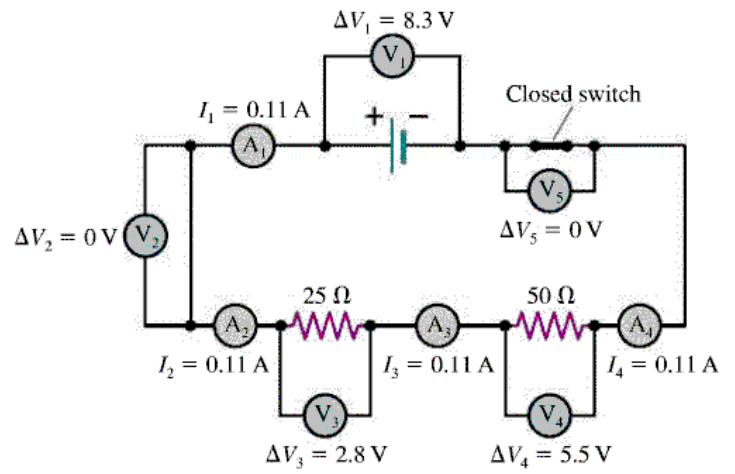 ΔV₁ = 8.3 V
V₁
Closed switch
I₁ = 0.11 A
+ −
A₁
V₅
ΔV₅ = 0 V
ΔV₂ = 0 V
V₂
25 Ω
50 Ω
A₂
A₃
A₄
I₂ = 0.11 A
I₃ = 0.11 A
I₄ = 0.11 A
V₃
V₄
ΔV₃ = 2.8 V
ΔV₄ = 5.5 V